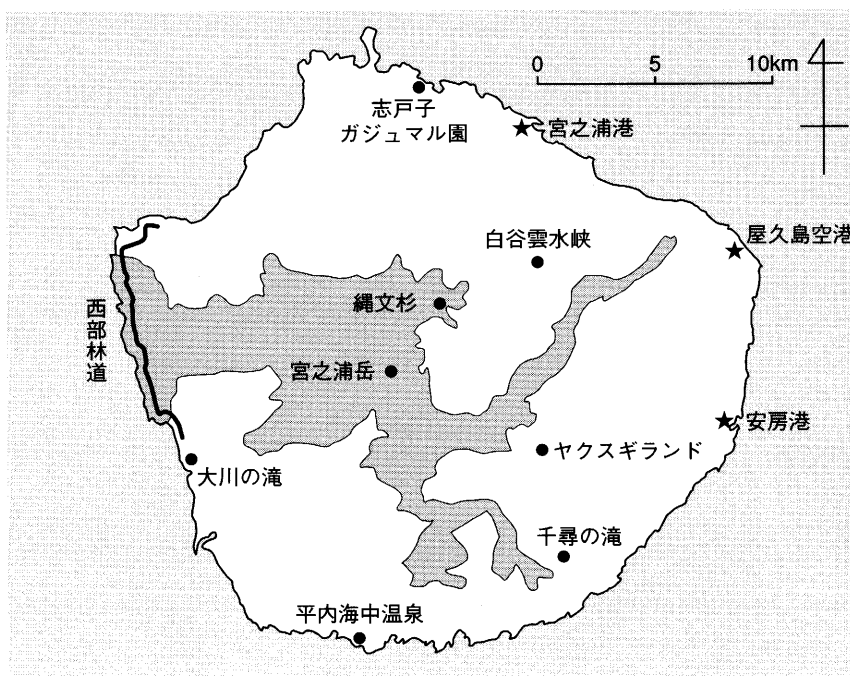 0 5 10km
志戸子
ガジュマル園
宮之浦港
白谷雲水峡
屋久島空港
縄文杉
西部林道
宮之浦岳
安房港
ヤクスギランド
大川の滝
千尋の滝
平内海中温泉